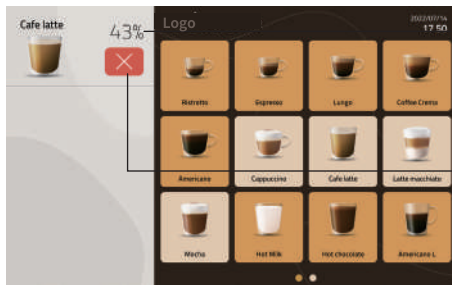 Cafe latte
43%
Logo
2022/07/14
17 50
Ristretto
Espresso
Lungo
Coffee Crema
Americano
Cappuccino
Cafe latte
Latte macchiato
Mocha
Hot Milk
Hot chocolate
Americano L